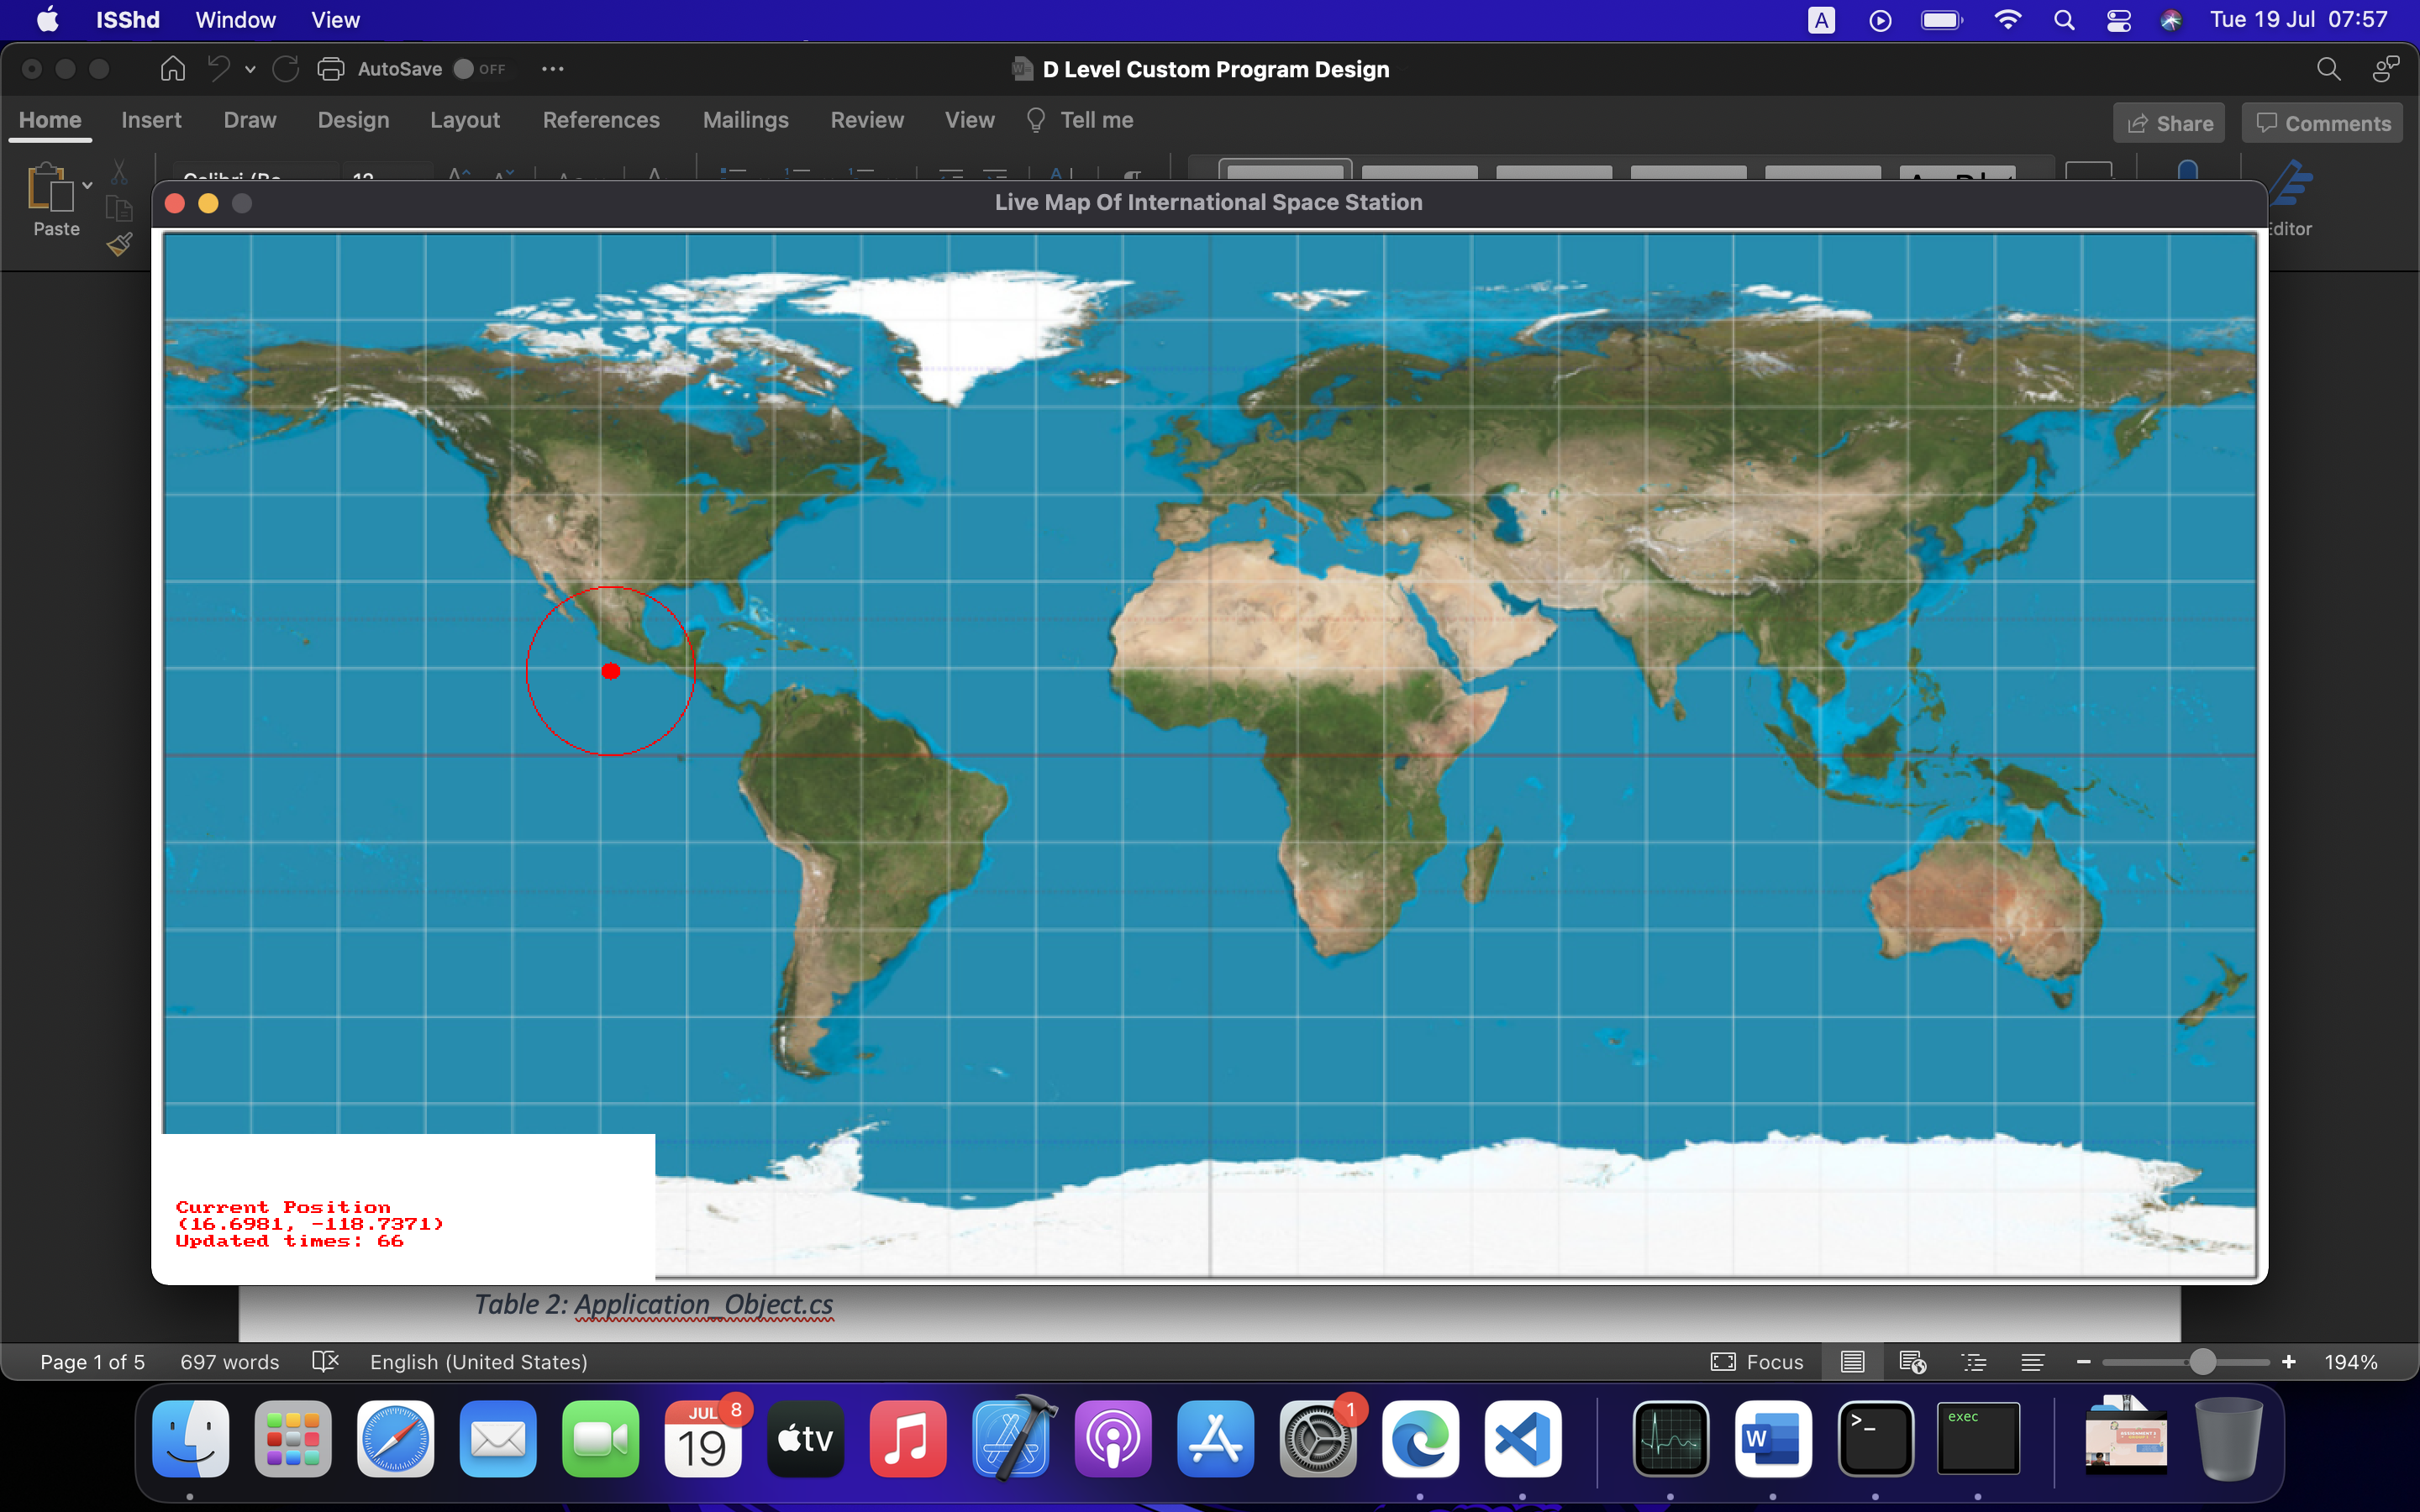 ISShd Window View A Tue 19 Jul 07:57
AutoSave OFF D Level Custom Program Design
Home Insert Draw Design Layout References Mailings Review View Tell me Share Comments
Paste
Live Map Of International Space Station
Current Position
(16.6981, -118.7371)
Updated times: 66
Table 2: Application_Object.cs
Page 1 of 5 697 words English (United States) Focus 194%
JUL 8
19
tv
1
W
>_
exec